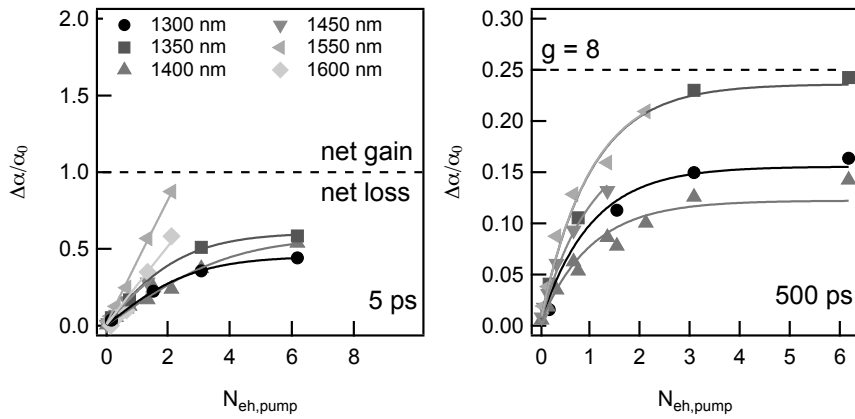 2.0
1.5
1.0
0.5
0.0
Δα/α0
1300 nm
1350 nm
1400 nm
1450 nm
1550 nm
1600 nm
net gain
net loss
5 ps
0
2
4
6
8
Neh,pump
0.30
0.25
0.20
0.15
0.10
0.05
0.00
Δα/α0
g = 8
500 ps
0
1
2
3
4
5
6
Neh,pump